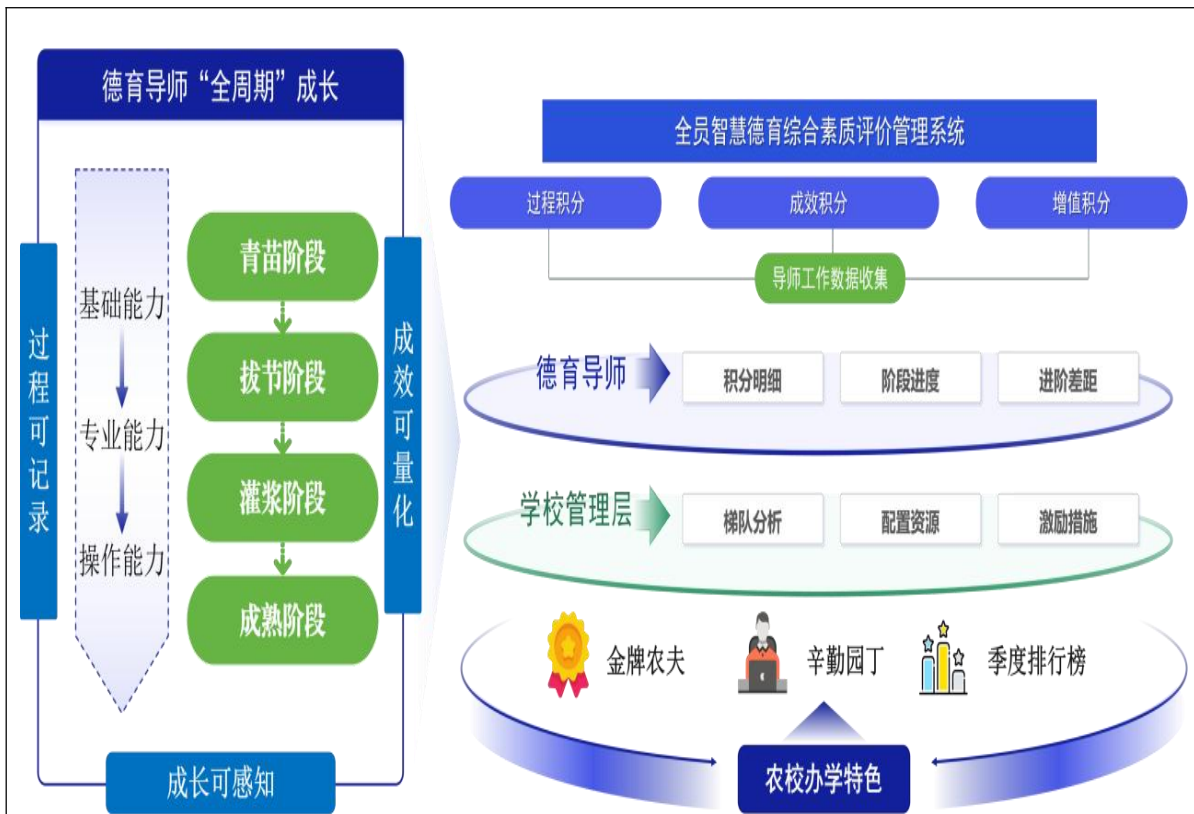 德育导师“全周期”成长
过程可记录
基础能力
专业能力
操作能力
青苗阶段
拔节阶段
灌浆阶段
成熟阶段
成效可量化
成长可感知
全员智慧德育综合素质评价管理系统
过程积分
成效积分
增值积分
导师工作数据收集
德育导师
积分明细
阶段进度
进阶差距
学校管理层
梯队分析
配置资源
激励措施
金牌农夫
辛勤园丁
季度排行榜
农校办学特色